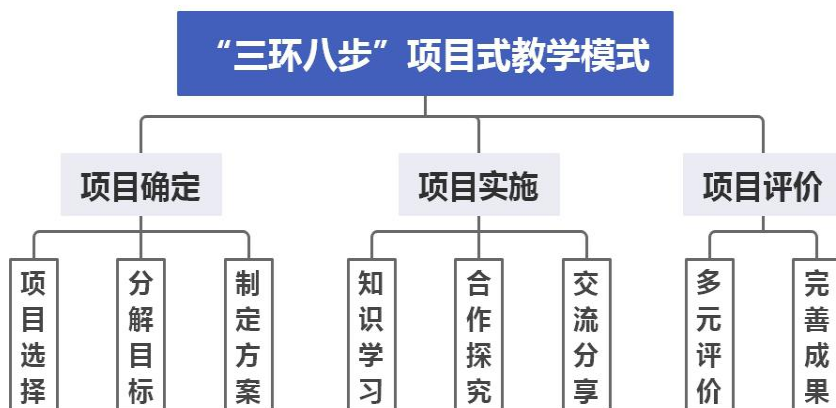 “三环八步”项目式教学模式
项目确定
项目实施
项目评价
项目选择
分解目标
制定方案
知识学习
合作探究
交流分享
多元评价
完善成果